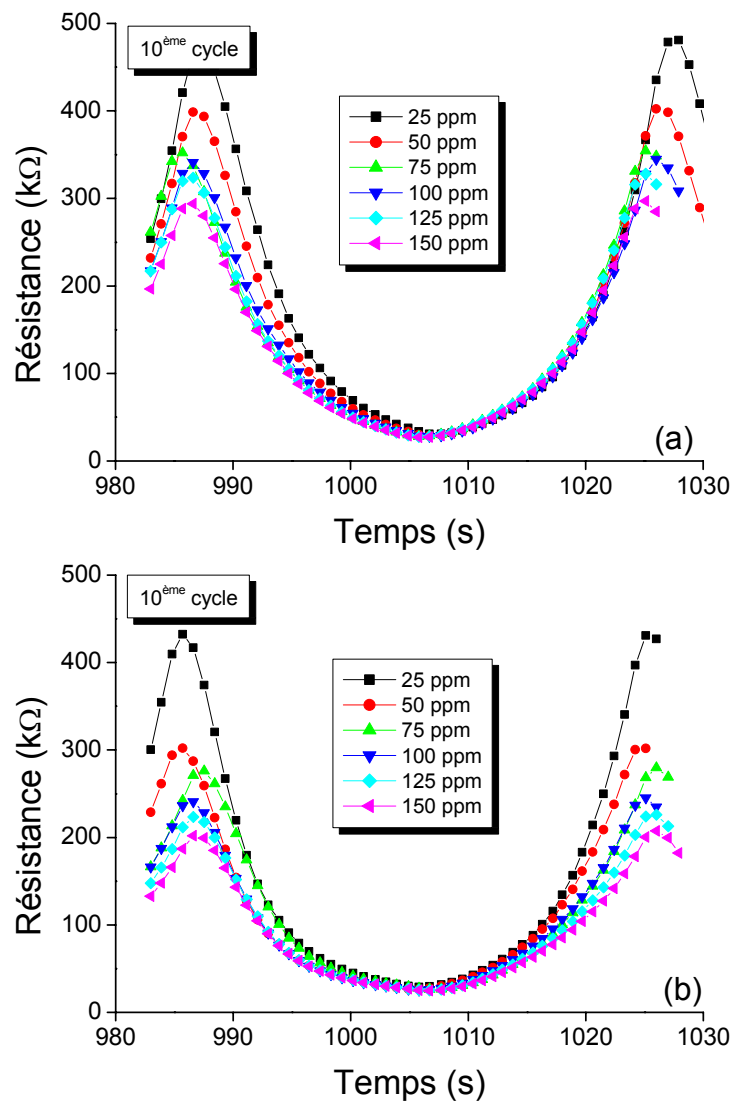 500
400
300
200
100
0
Résistance (kΩ)
10ème cycle
25 ppm
50 ppm
75 ppm
100 ppm
125 ppm
150 ppm
(a)
980 990 1000 1010 1020 1030
Temps (s)
500
400
300
200
100
0
Résistance (kΩ)
10ème cycle
25 ppm
50 ppm
75 ppm
100 ppm
125 ppm
150 ppm
(b)
980 990 1000 1010 1020 1030
Temps (s)